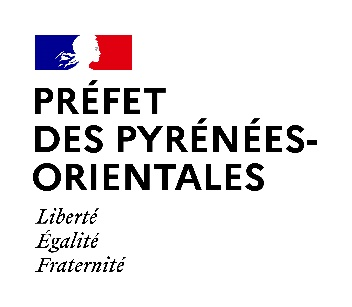 PRÉFET
DES PYRÉNÉES-
ORIENTALES
Liberté
Égalité
Fraternité